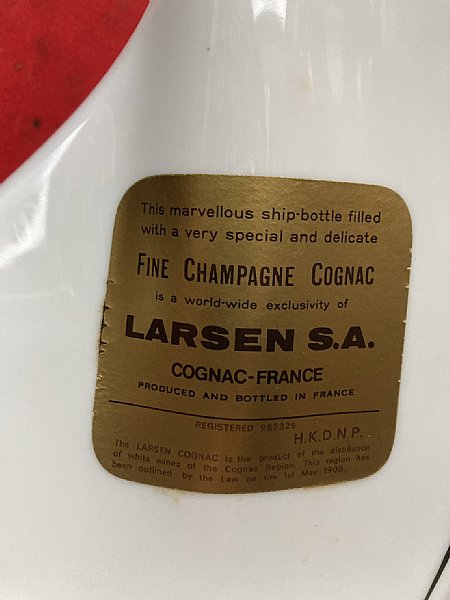 This marvellous ship-bottle filled
with a very special and delicate
FINE CHAMPAGNE COGNAC
is a world-wide exclusivity of
LARSEN S.A.
COGNAC-FRANCE
PRODUCED AND BOTTLED IN FRANCE
REGISTERED 983329
H.K.D.N.P.
The LARSEN COGNAC is the product of the distillation
of white wines of the Cognac Region. This region has
been outlined by the Law on the 1st May 1909.